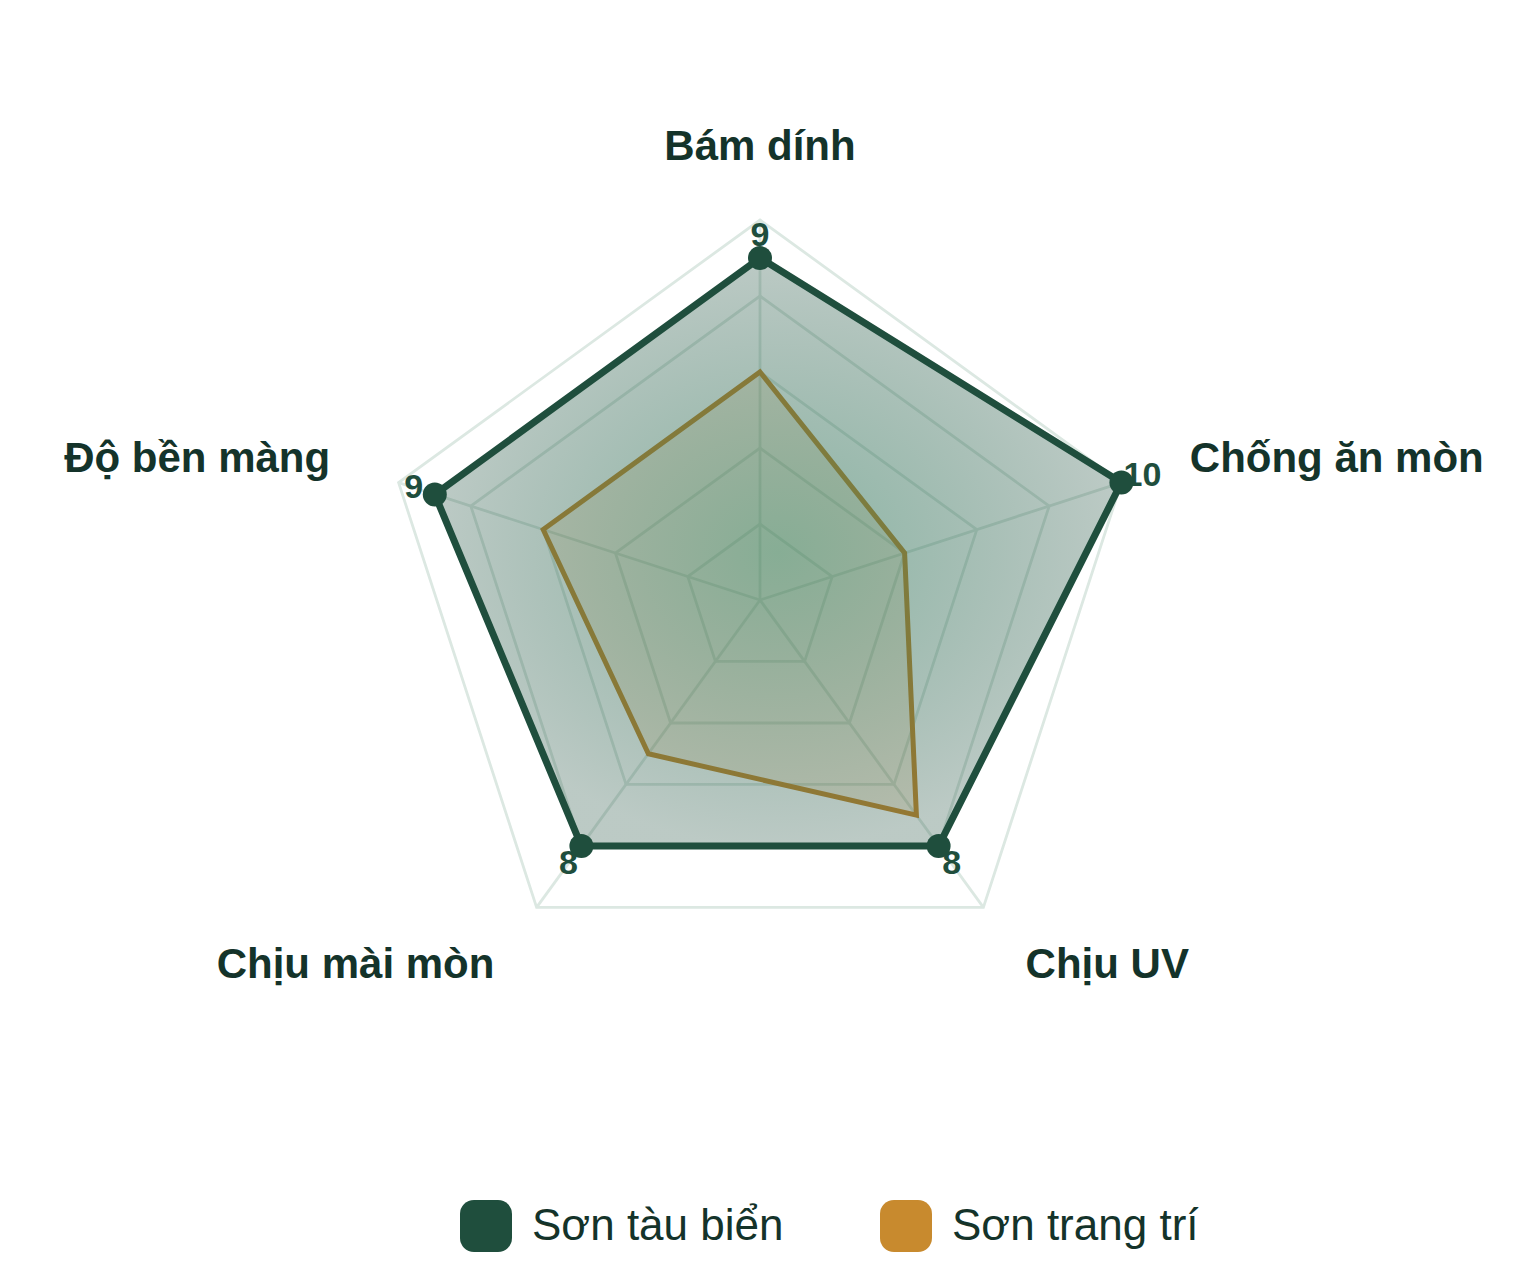 Bám dính
9
Độ bền màng
9
10
Chống ăn mòn
8
8
Chịu mài mòn
Chịu UV
Sơn tàu biển
Sơn trang trí